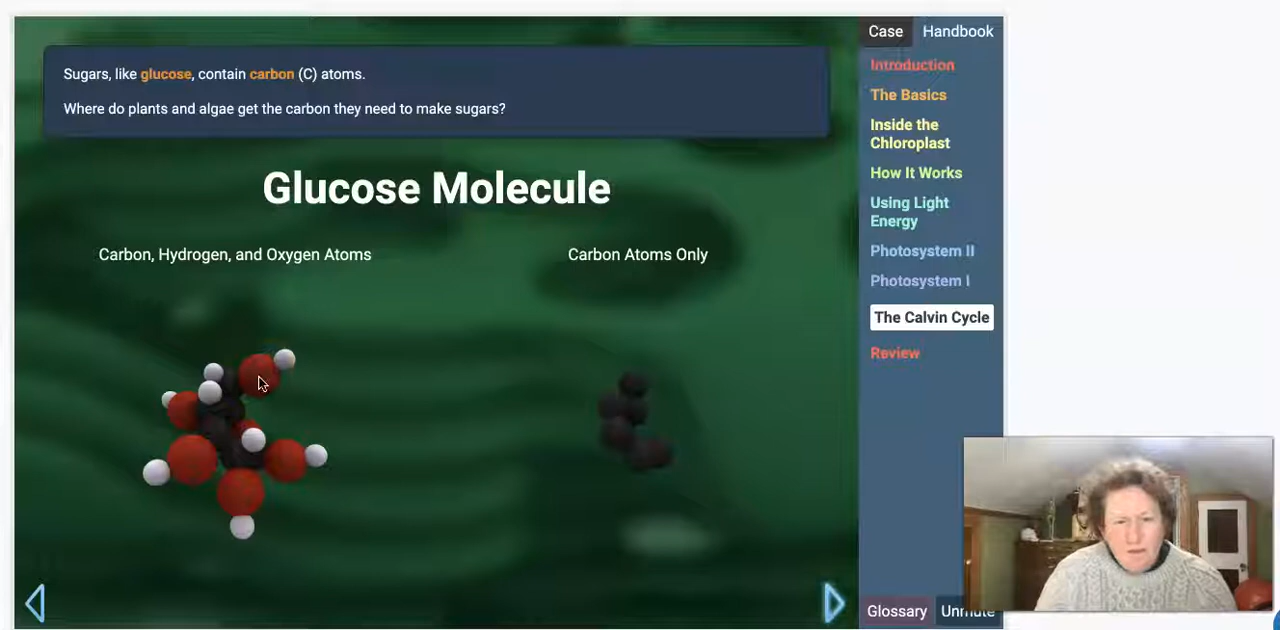 Sugars, like glucose, contain carbon (C) atoms.
Where do plants and algae get the carbon they need to make sugars?
Glucose Molecule
Carbon, Hydrogen, and Oxygen Atoms
Carbon Atoms Only
Case
Handbook
Introduction
The Basics
Inside the
Chloroplast
How It Works
Using Light
Energy
Photosystem II
Photosystem I
The Calvin Cycle
Review
Glossary
Unmute